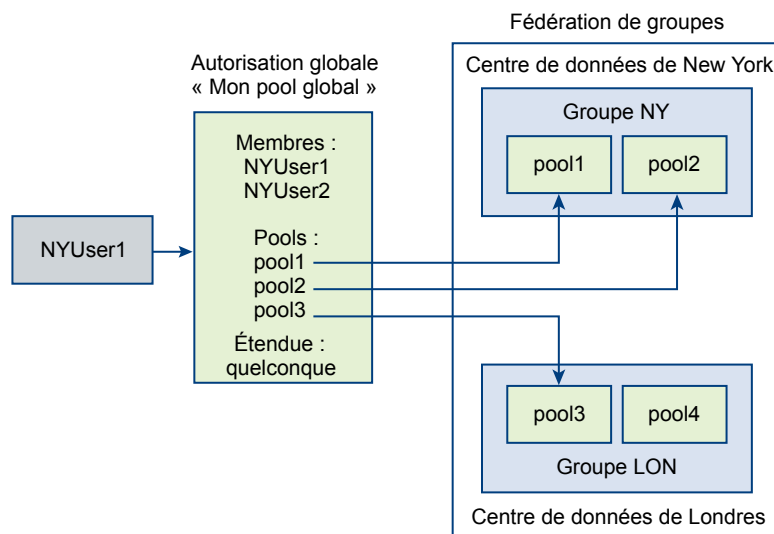 Fédération de groupes
Autorisation globale
« Mon pool global »
Centre de données de New York
Groupe NY
pool1
pool2
Membres :
NYUser1
NYUser2
NYUser1
Pools :
pool1
pool2
pool3
Étendue :
quelconque
pool3
pool4
Groupe LON
Centre de données de Londres